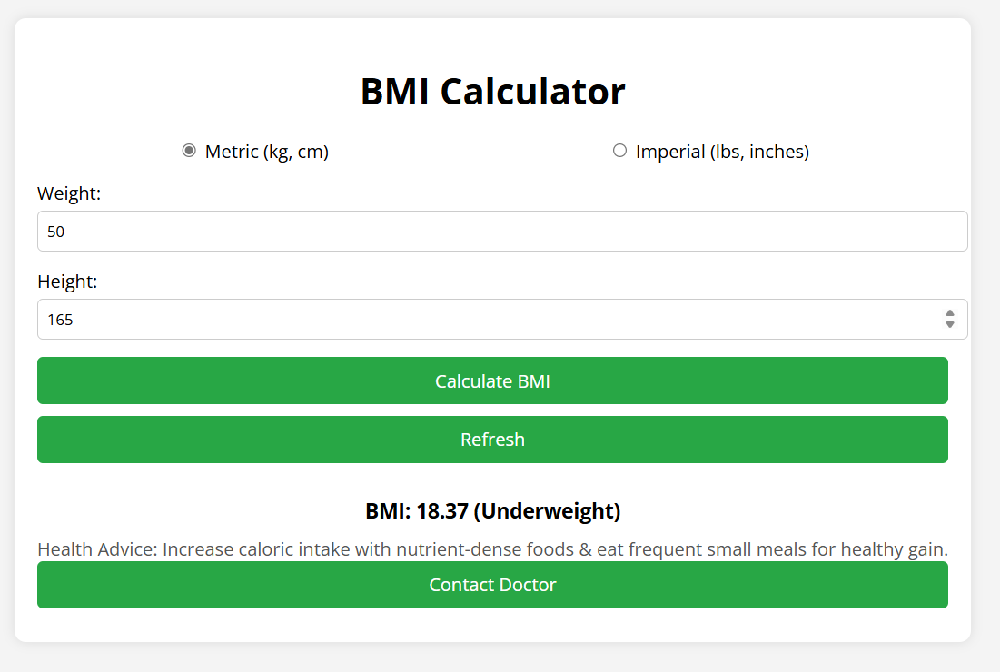 BMI Calculator
Metric (kg, cm) Imperial (lbs, inches)
Weight:
50
Height:
165
Calculate BMI
Refresh
BMI: 18.37 (Underweight)
Health Advice: Increase caloric intake with nutrient-dense foods & eat frequent small meals for healthy gain.
Contact Doctor